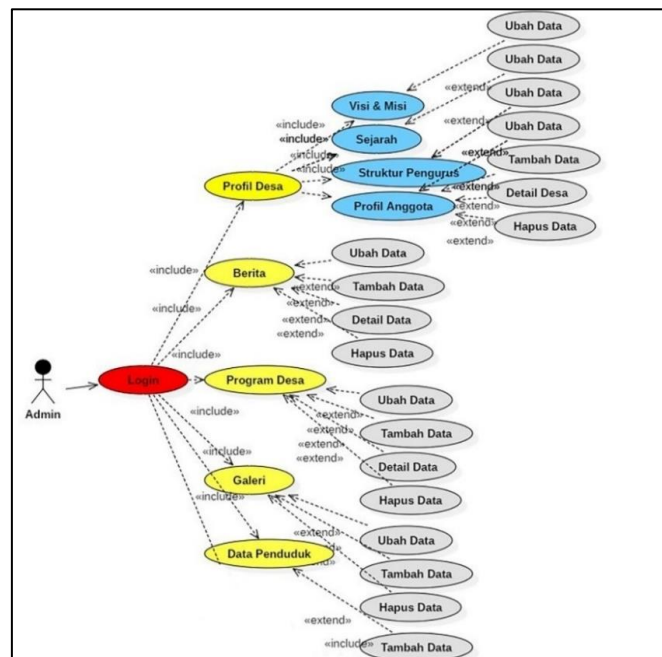 Ubah Data
Ubah Data
«extend»
Ubah Data
Visi & Misi
«include»
«extend»
Ubah Data
«include»
Sejarah
«include»
«extend»
Tambah Data
«include»
Struktur Pengurus
Profil Desa
«extend»
Detail Desa
Profil Anggota
«extend»
«extend»
Hapus Data
«extend»
Ubah Data
«include»
Berita
«extend»
Tambah Data
«include»
«extend»
Detail Data
«extend»
«include»
Hapus Data
Login
Program Desa
Admin
Ubah Data
«include»
«extend»
Tambah Data
«extend»
«extend»
Detail Data
«include»
Galeri
«include»
Hapus Data
«extend»
Ubah Data
Data Penduduk
Tambah Data
Hapus Data
«extend»
«include»
Tambah Data